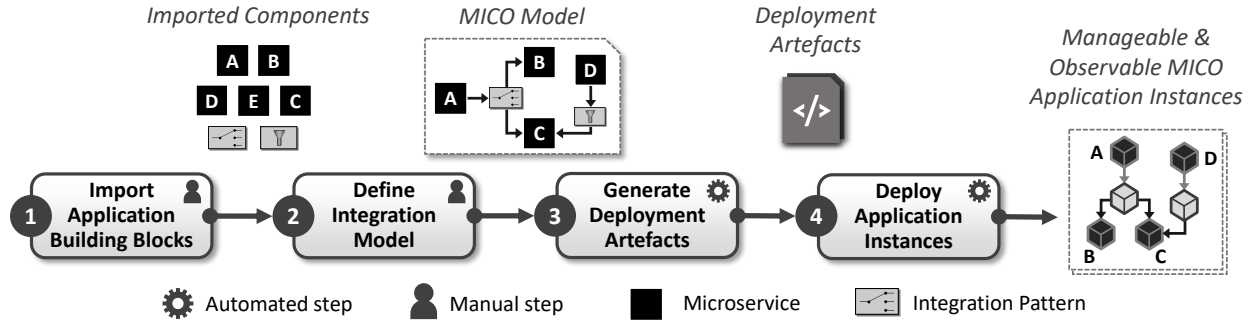 Imported Components
MICO Model
Deployment
Artefacts
Manageable &
Observable MICO
Application Instances
A B
D E C
A
B
D
C
</>
A
D
B
C
1
Import
Application
Building Blocks
2
Define
Integration
Model
3
Generate
Deployment
Artefacts
4
Deploy
Application
Instances
Automated step
Manual step
Microservice
Integration Pattern